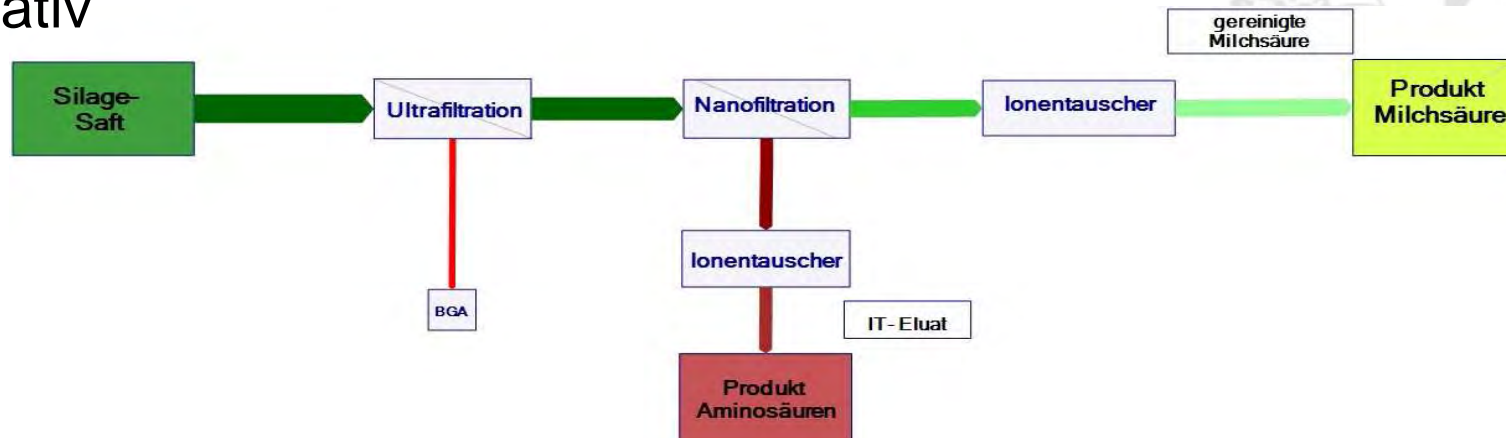 ativ
gereinigte
Milchsäure
Silage-
Saft
Ultrafiltration
Nanofiltration
Ionentauscher
Produkt
Milchsäure
Ionentauscher
BGA
IT- Eluat
Produkt
Aminosäuren